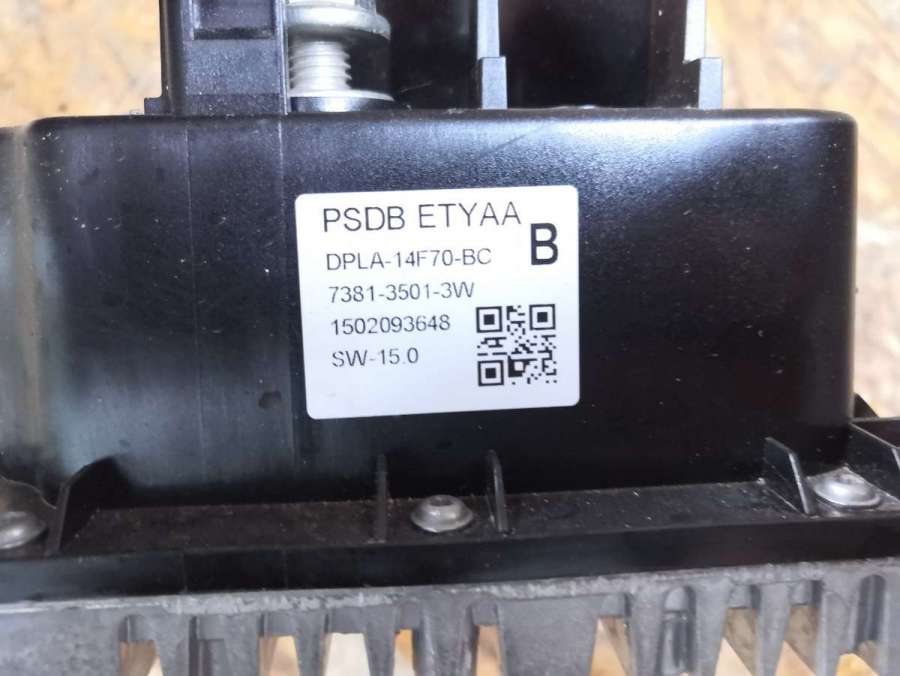 PSDB ETYAA
B
DPLA-14F70-BC
7381-3501-3W
1502093648
SW-15.0